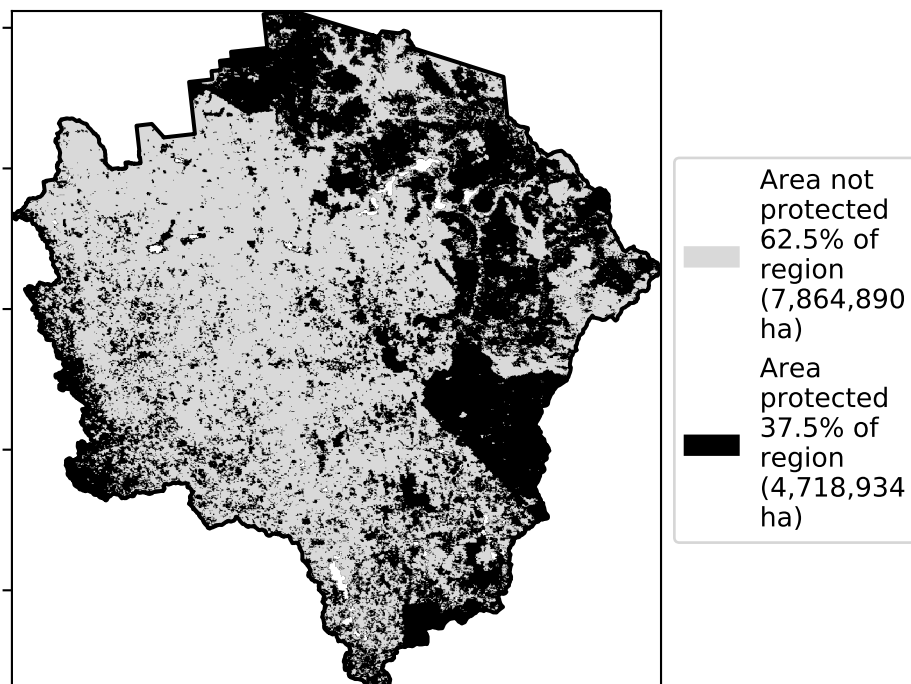 Area not
protected
62.5% of
region
(7,864,890
ha)
Area
protected
37.5% of
region
(4,718,934
ha)